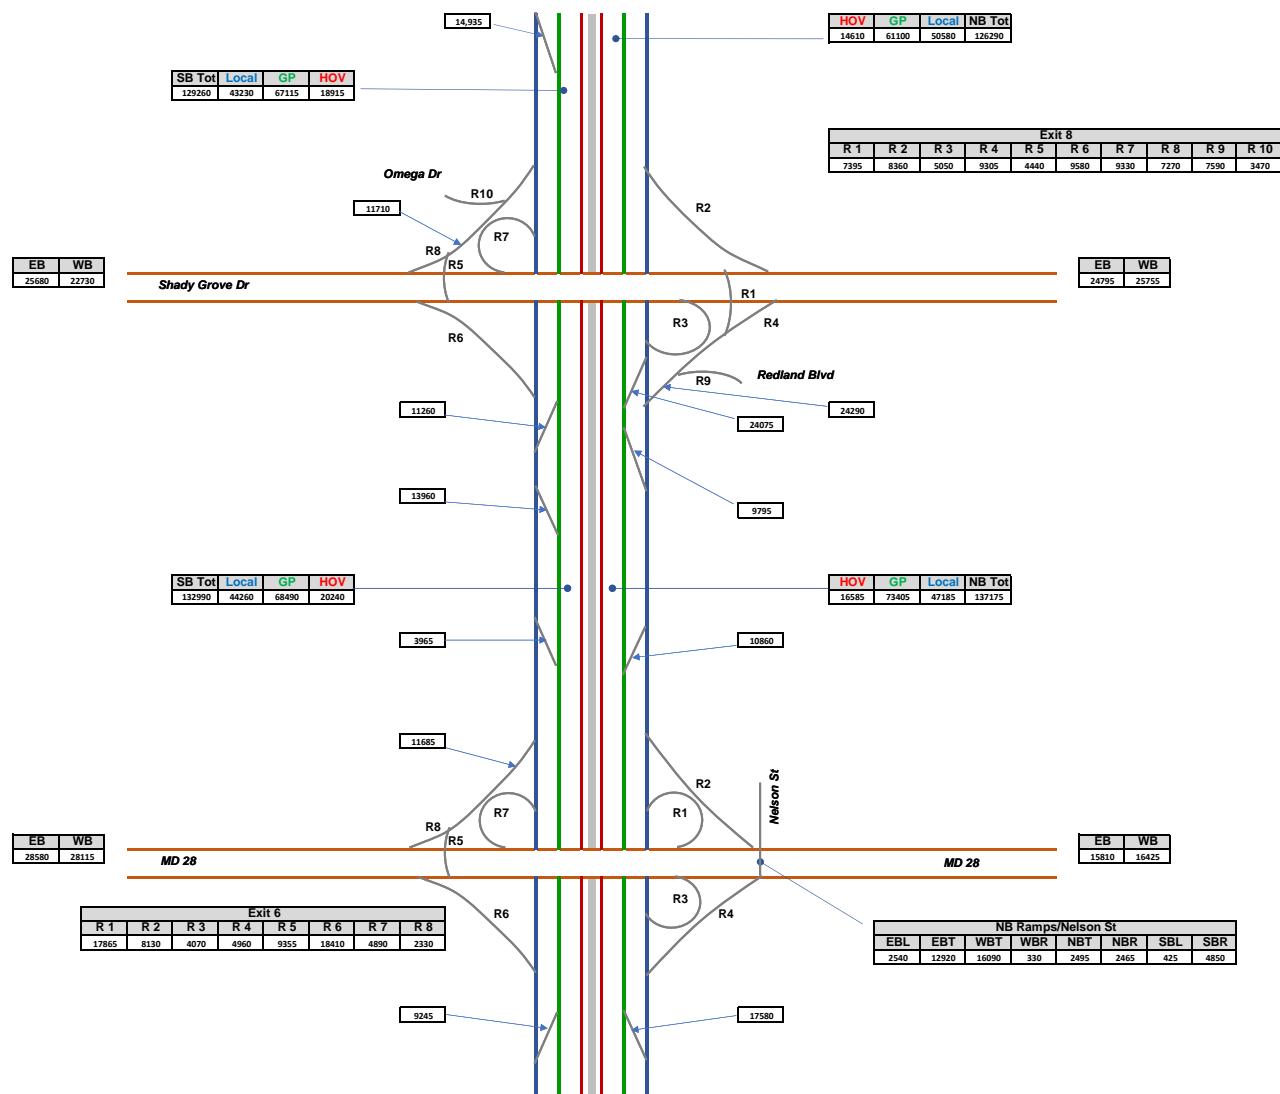 14,935
HOV GP Local NB Tot
14610 61100 50580 126290
SB Tot Local GP HOV
129260 43230 67115 18915
Exit 8
R 1 R 2 R 3 R 4 R 5 R 6 R 7 R 8 R 9 R 10
7395 8360 5050 9305 4440 9580 9330 7270 7590 3470
Omega Dr
R10
11710
R2
R7
R8
R5
EB WB
25680 22730
Shady Grove Dr
EB WB
24795 25755
R1
R3
R4
R6
R9
Redland Blvd
11260
24290
24075
13960
9795
SB Tot Local GP HOV
132990 44260 68490 20240
HOV GP Local NB Tot
16585 73405 47185 137175
3965
10860
11685
R2
Nelson St
R7
R1
R8
R5
EB WB
28580 28115
MD 28
MD 28
EB WB
15810 16425
R3
R6
R4
Exit 6
R 1 R 2 R 3 R 4 R 5 R 6 R 7 R 8
17865 8130 4070 4960 9355 18410 4890 2330
NB Ramps/Nelson St
EBL EBT WBT WBR NBT NBR SBL SBR
2540 12920 16090 330 2495 2465 425 4850
9245
17580